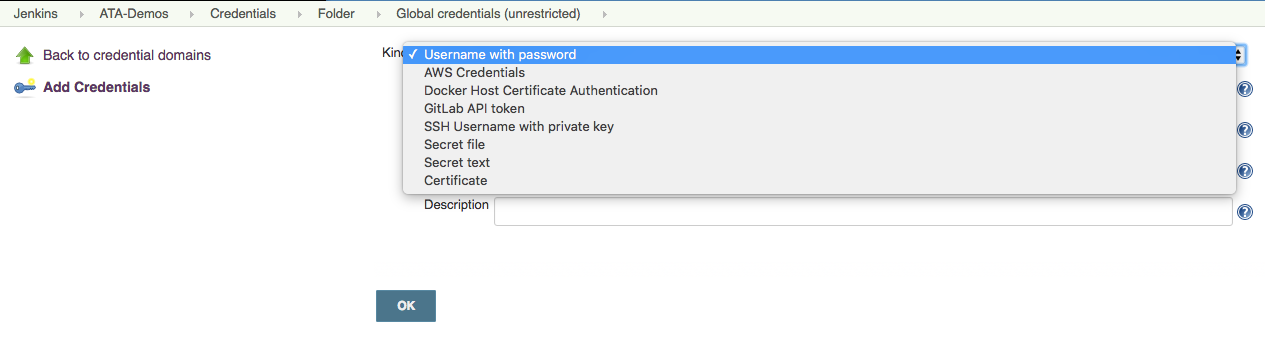 Jenkins ATA-Demos Credentials Folder Global credentials (unrestricted)
Back to credential domains
Add Credentials
Kind
✓ Username with password
AWS Credentials
Docker Host Certificate Authentication
GitLab API token
SSH Username with private key
Secret file
Secret text
Certificate
Description
OK